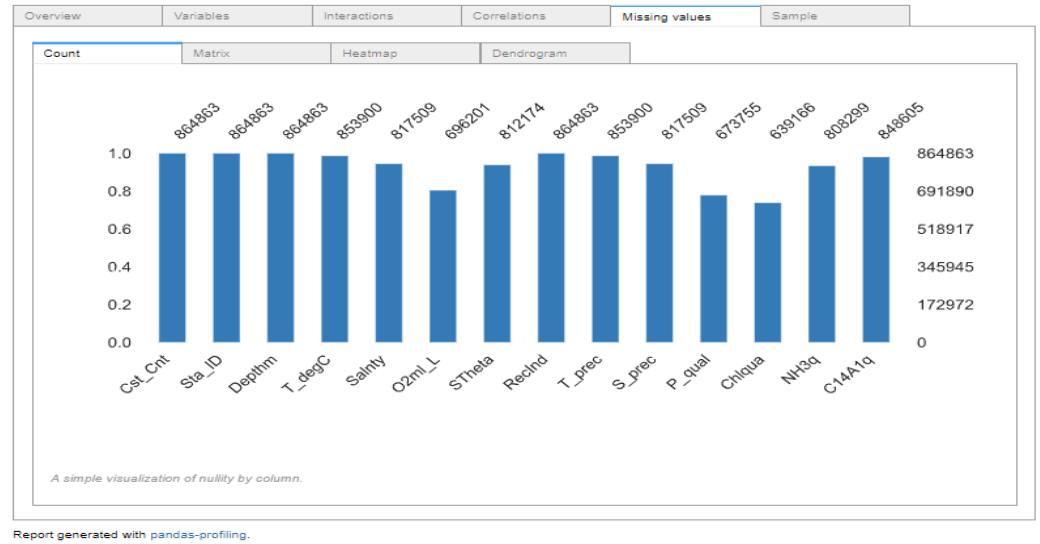 Overview Variables Interactions Correlations Missing values Sample
Count Matrix Heatmap Dendrogram
864863 864863 864863 853900 817509 696201 812174 864863 853900 817509 673755 639166 808299 848605
1.0 864863
0.8 691890
0.6 518917
0.4 345945
0.2 172972
0.0 0
Cst_Cnt Sta_ID Depthm T_degC Salnty O2ml_L STheta RecInd T_prec S_prec P_qual Chlqua NH3q C14A1q
A simple visualization of nullity by column.
Report generated with pandas-profiling.